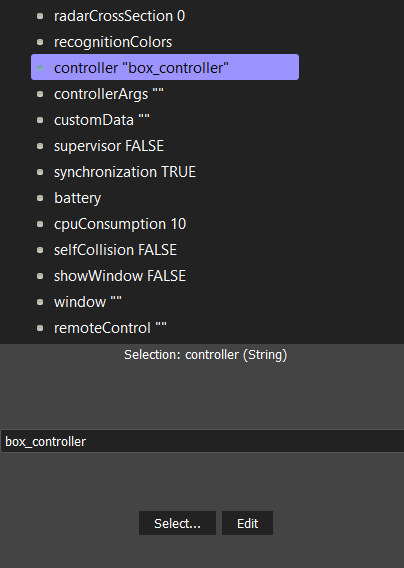 radarCrossSection 0
recognitionColors
controller "box_controller"
controllerArgs ""
customData ""
supervisor FALSE
synchronization TRUE
battery
cpuConsumption 10
selfCollision FALSE
showWindow FALSE
window ""
remoteControl ""
Selection: controller (String)
box_controller
Select... Edit